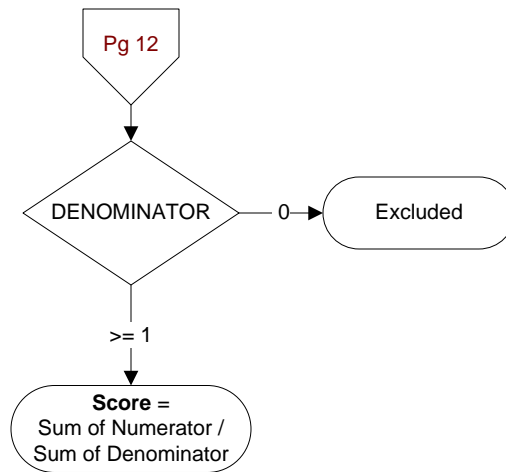 Pg 12
DENOMINATOR
0
Excluded
>= 1
Score =
Sum of Numerator /
Sum of Denominator